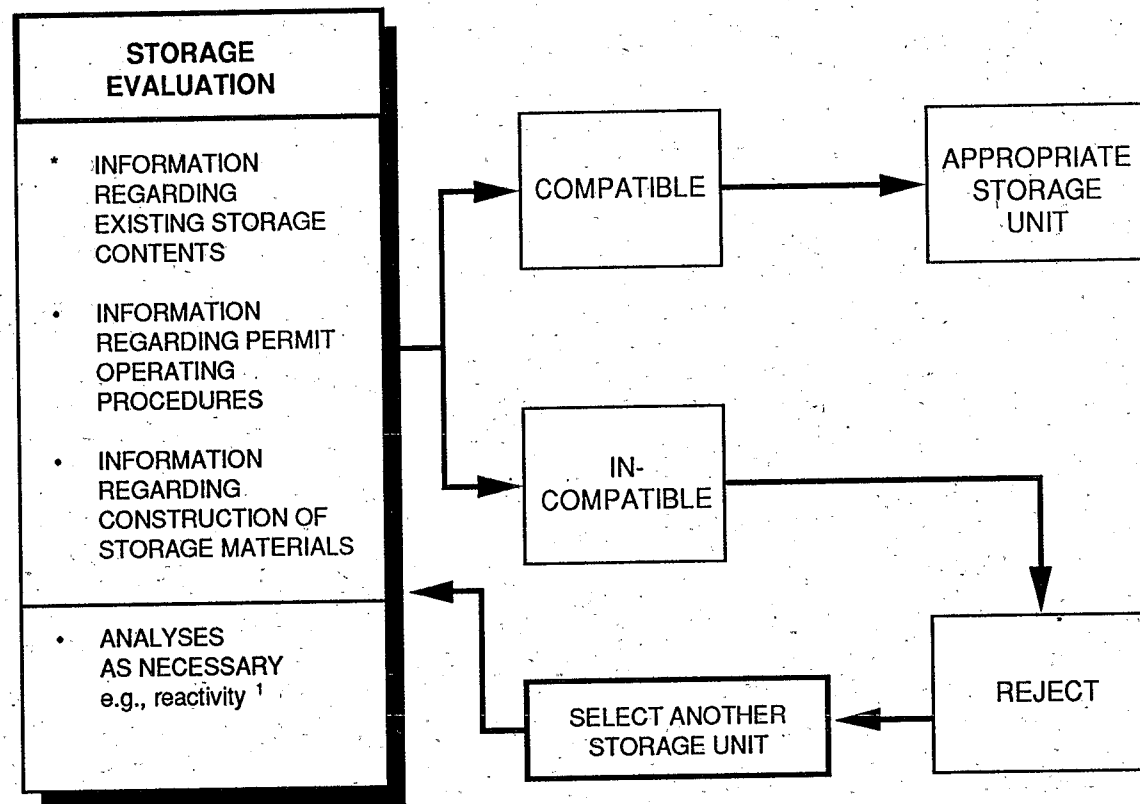 STORAGE
EVALUATION
* INFORMATION
REGARDING
EXISTING STORAGE
CONTENTS
• INFORMATION
REGARDING PERMIT
OPERATING
PROCEDURES
• INFORMATION
REGARDING
CONSTRUCTION OF
STORAGE MATERIALS
• ANALYSES
AS NECESSARY
e.g., reactivity ¹
COMPATIBLE
APPROPRIATE
STORAGE
UNIT
IN-
COMPATIBLE
REJECT
SELECT ANOTHER
STORAGE UNIT